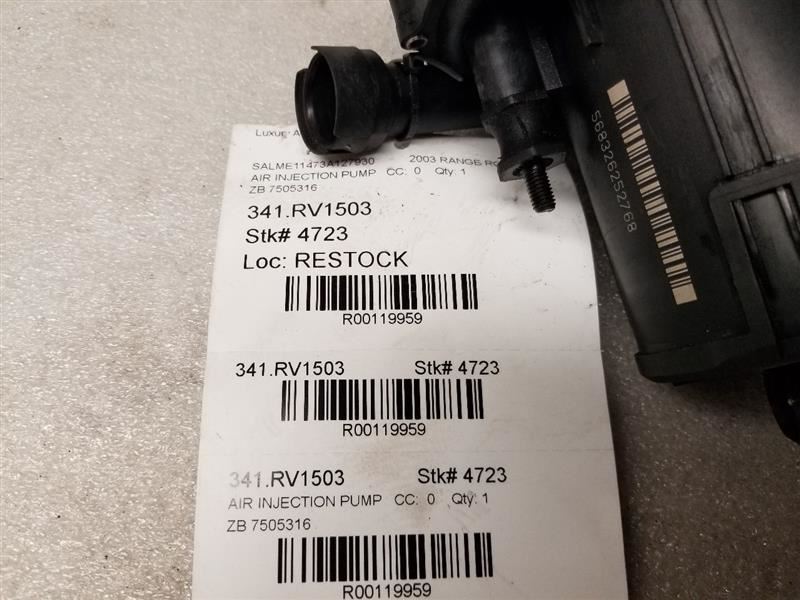 Luxur
SALME11473A127930 2003 RANGE
AIR INJECTION PUMP CC: 0 Qty: 1
ZB 7505316
341.RV1503
Stk# 4723
Loc: RESTOCK
R00119959
341.RV1503 Stk# 4723
R00119959
341.RV1503 Stk# 4723
AIR INJECTION PUMP CC: 0 Qty: 1
ZB 7505316
R00119959
568326252768